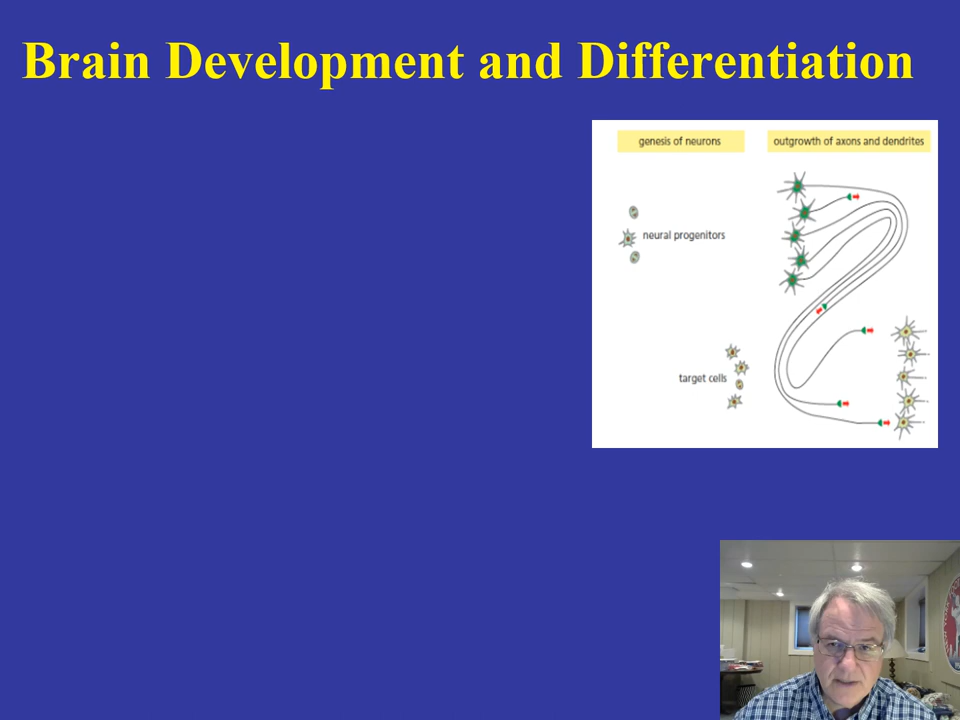 Brain Development and Differentiation
genesis of neurons
outgrowth of axons and dendrites
neural progenitors
target cells